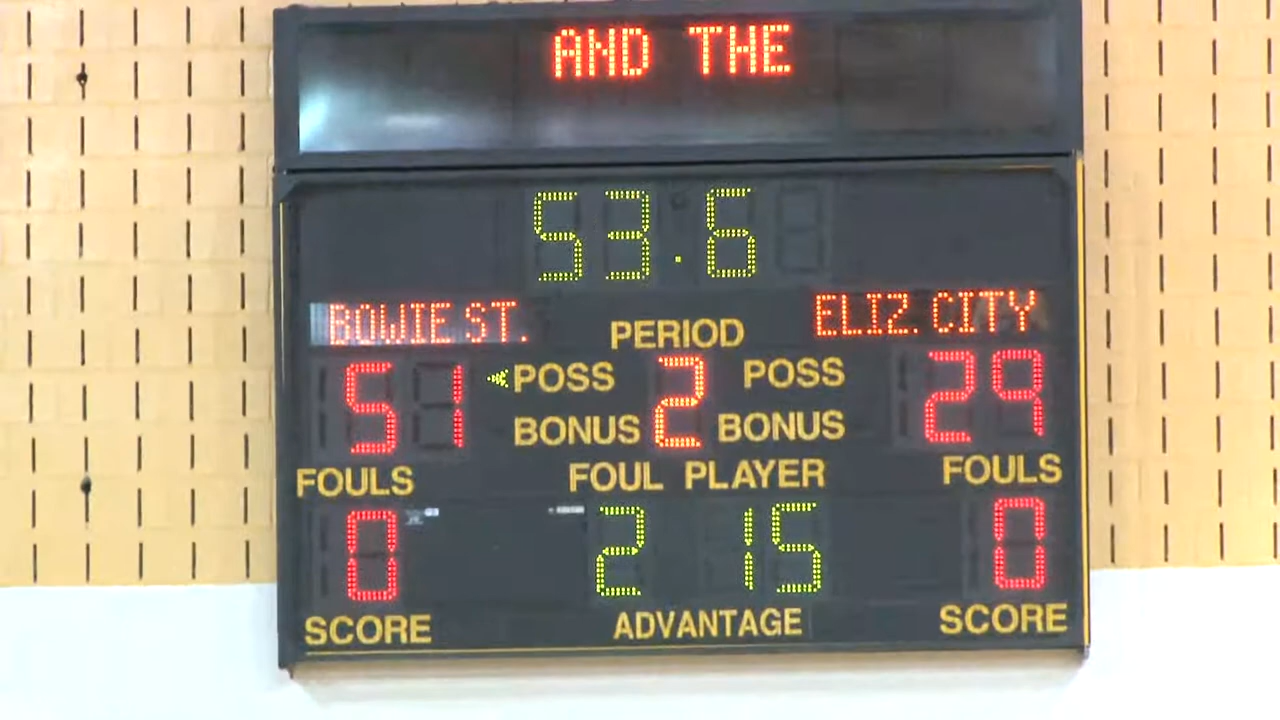 AND THE
53.6
BOWIE ST. ELIZ. CITY
PERIOD
51 POSS 2 POSS 29
BONUS BONUS
FOULS FOUL PLAYER FOULS
0 2 15 0
SCORE ADVANTAGE SCORE